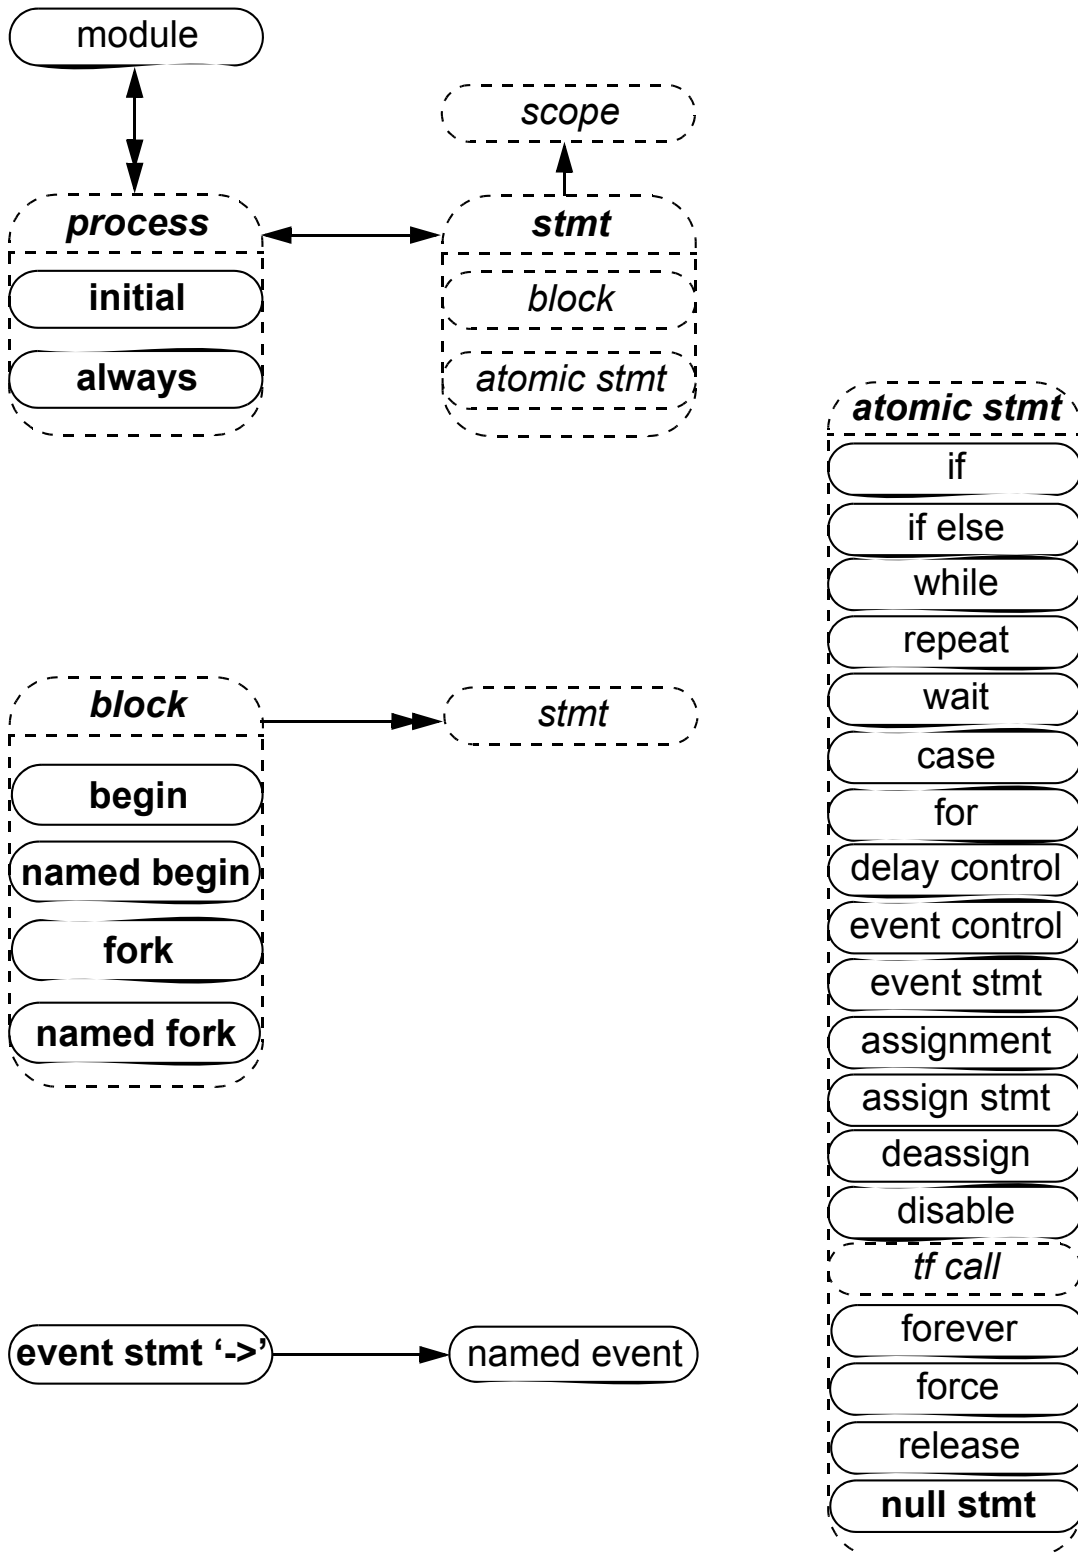 module
scope
process
stmt
initial
block
always
atomic stmt
atomic stmt
if
if else
while
repeat
wait
case
for
delay control
event control
event stmt
assignment
assign stmt
deassign
disable
tf call
forever
force
release
null stmt
block
stmt
begin
named begin
fork
named fork
event stmt ‘->’
named event